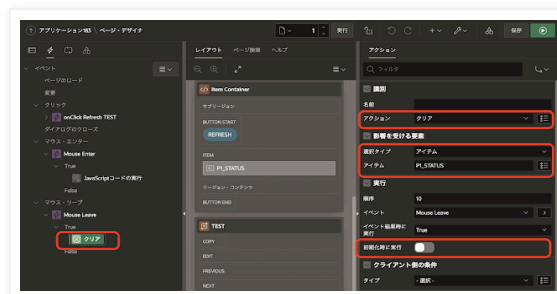 アプリケーション183 \ ページ・デザイナ
1
実行
保存
イベント
ページのロード
変更
クリック
onClick Refresh TEST
ダイアログのクローズ
マウス・エンター
Mouse Enter
True
JavaScriptコードの実行
False
マウス・リーブ
Mouse Leave
True
クリア
False
レイアウト ページ検索 ヘルプ
Item Container
サブリージョン
BUTTON START
REFRESH
ITEM
P1_STATUS
リージョン・コンテンツ
BUTTON END
TEST
COPY
EDIT
PREVIOUS
NEXT
アクション
フィルタ
識別
名前
アクション クリア
影響を受ける要素
選択タイプ アイテム
アイテム P1_STATUS
実行
順序 10
イベント Mouse Leave
イベント結果時に実行 True
初期化時に実行
クライアント側の条件
タイプ - 選択 -